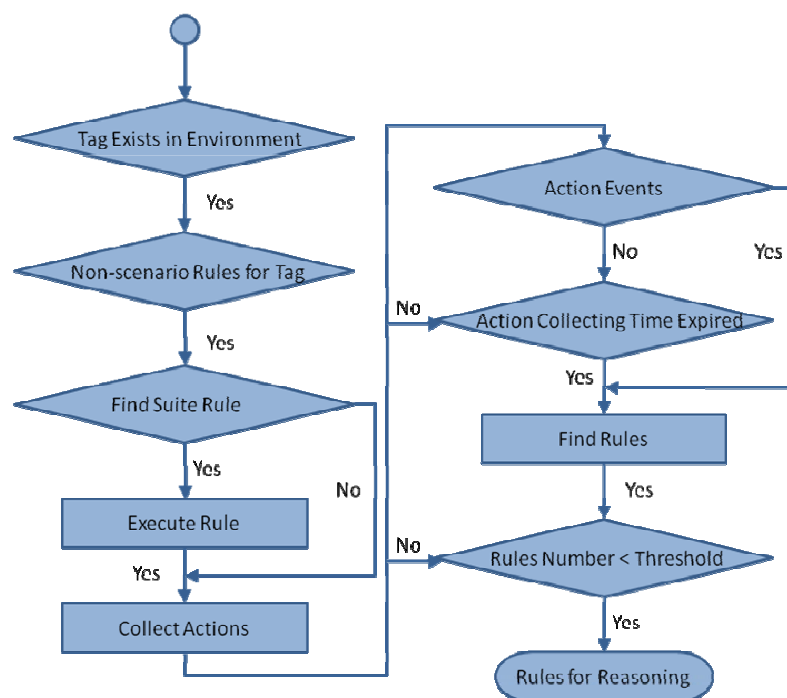 Tag Exists in Environment
Yes
Non-scenario Rules for Tag
Yes
Find Suite Rule
Yes
No
Execute Rule
Yes
Collect Actions
Action Events
No
Yes
No
Action Collecting Time Expired
Yes
Find Rules
Yes
No
Rules Number < Threshold
Yes
Rules for Reasoning